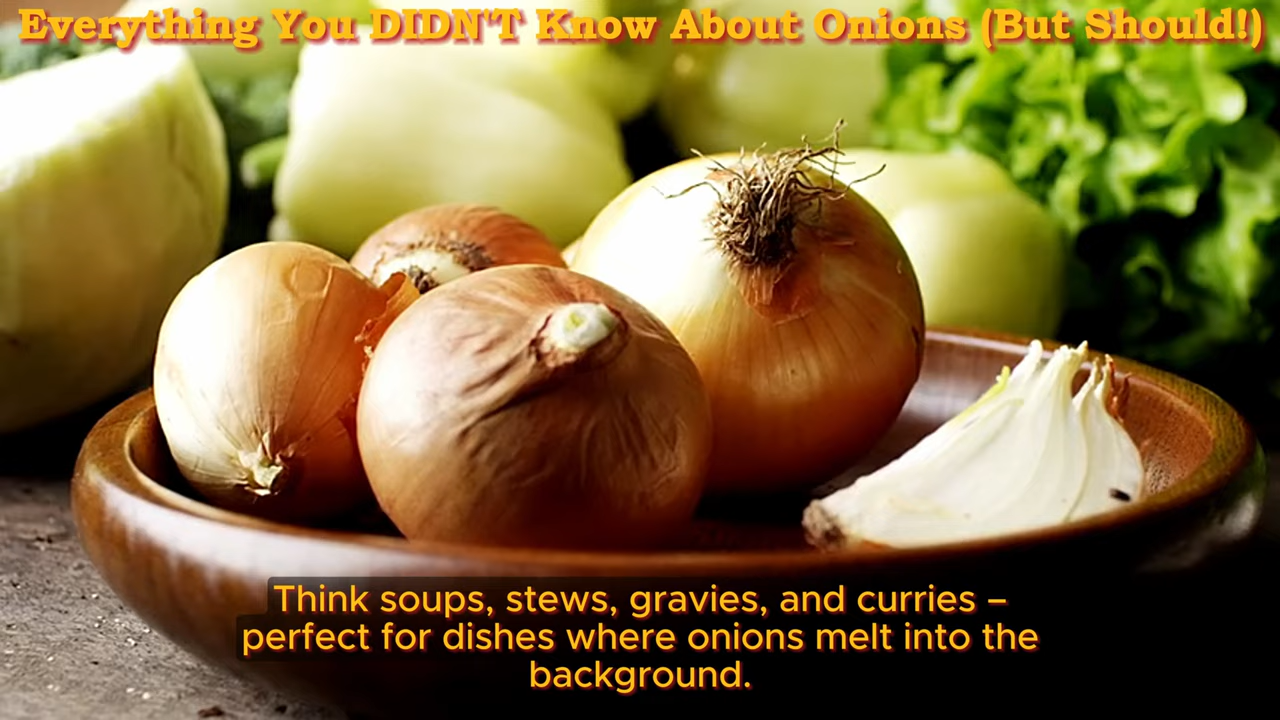 Everything You DIDN'T Know About Onions (But Should!)
Think soups, stews, gravies, and curries –
perfect for dishes where onions melt into the
background.